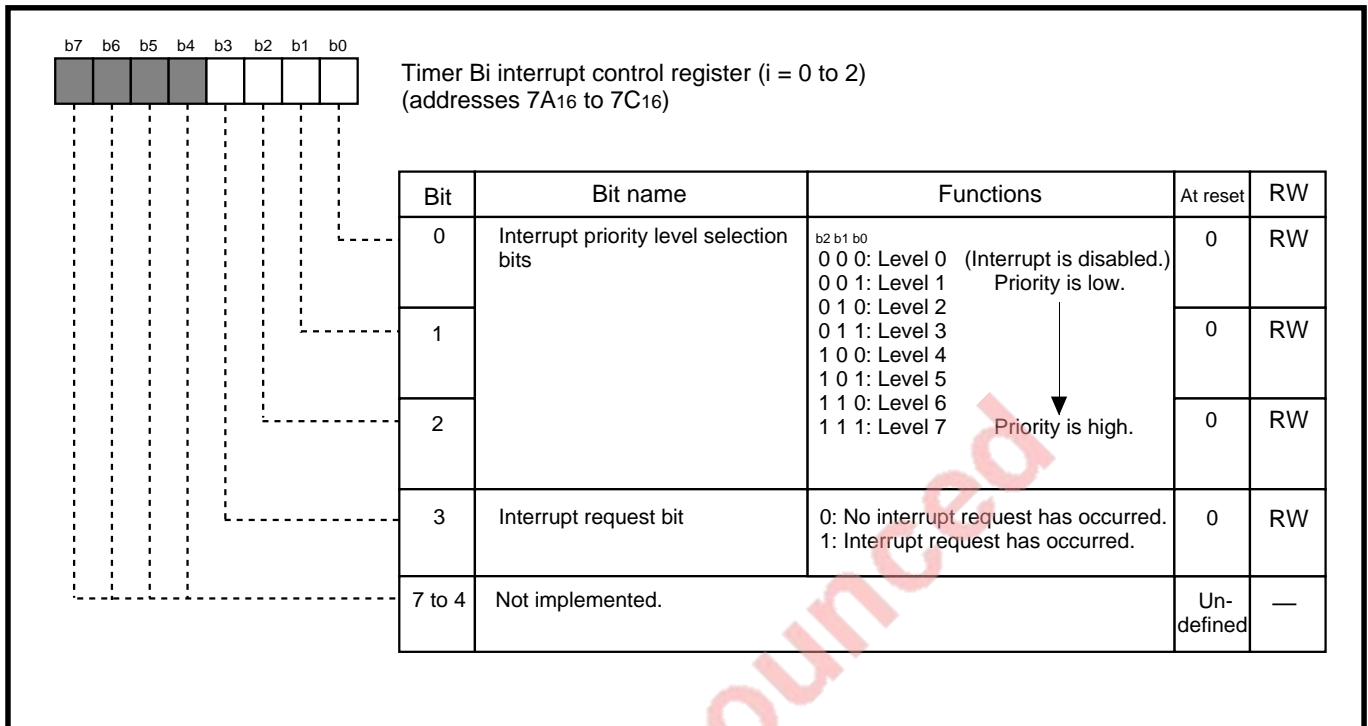 b7 b6 b5 b4 b3 b2 b1 b0
Timer Bi interrupt control register (i = 0 to 2)
(addresses 7A16 to 7C16)
Bit Bit name Functions At reset RW
0 Interrupt priority level selection bits
b2 b1 b0
0 0 0: Level 0 (Interrupt is disabled.)
0 0 1: Level 1 Priority is low.
0 1 0: Level 2
0 1 1: Level 3
1 0 0: Level 4
1 0 1: Level 5
1 1 0: Level 6
1 1 1: Level 7 Priority is high.
0 RW
1 0 RW
2 0 RW
3 Interrupt request bit 0: No interrupt request has occurred. 0 RW
1: Interrupt request has occurred.
7 to 4 Not implemented. Un-
defined —
ounced